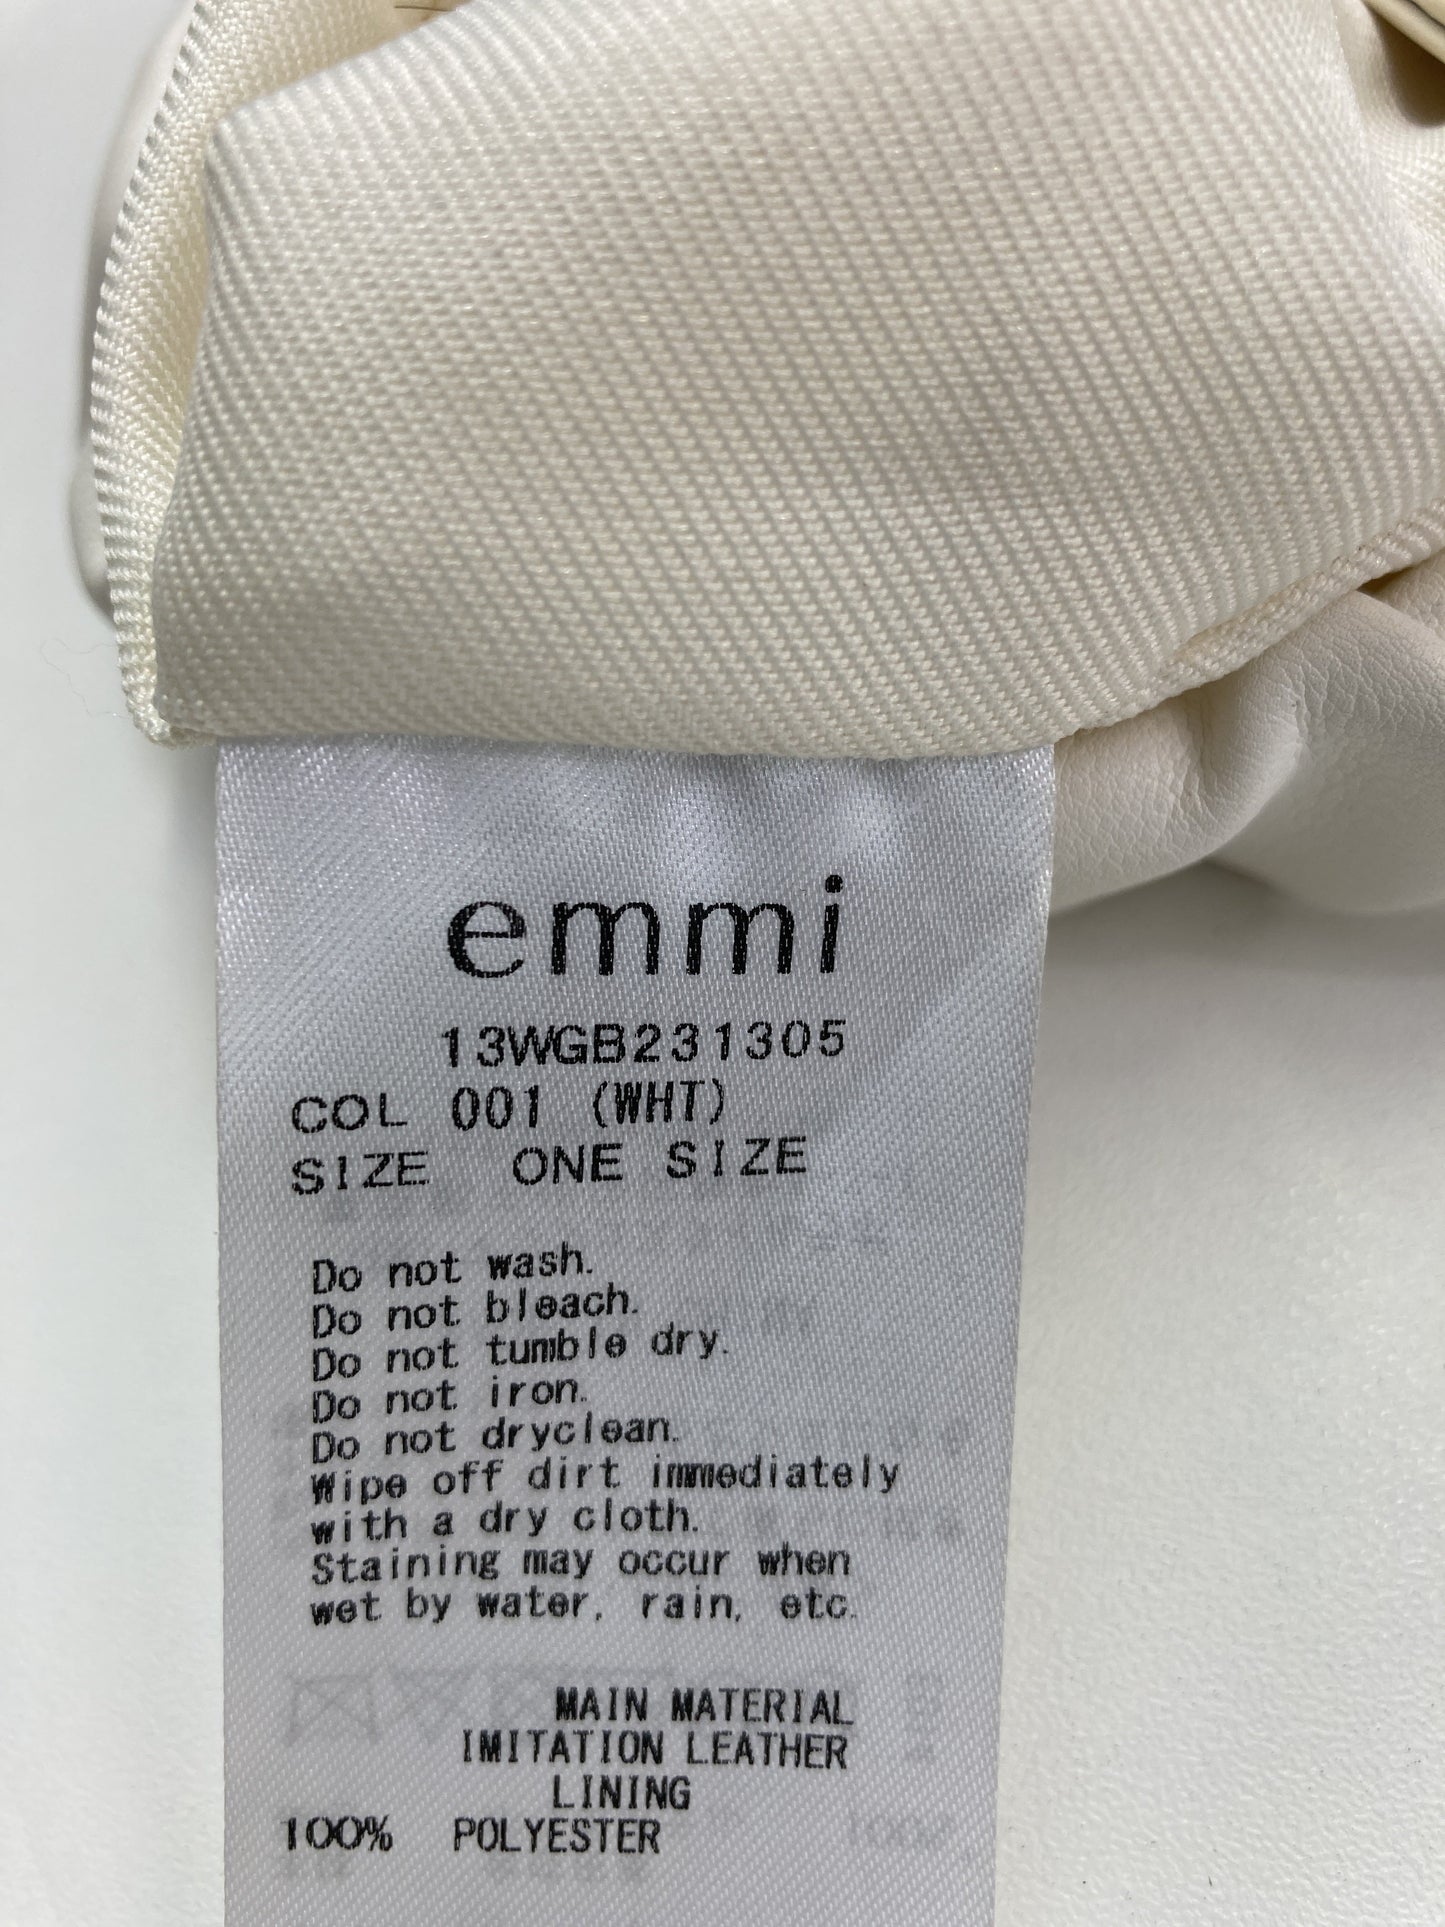 emmi
13WGB231305
COL 001 (WHT)
SIZE ONE SIZE
Do not wash.
Do not bleach.
Do not tumble dry.
Do not iron.
Do not dryclean.
Wipe off dirt immediately
with a dry cloth.
Staining may occur when
wet by water, rain, etc.
MAIN MATERIAL
IMITATION LEATHER
LINING
100% POLYESTER